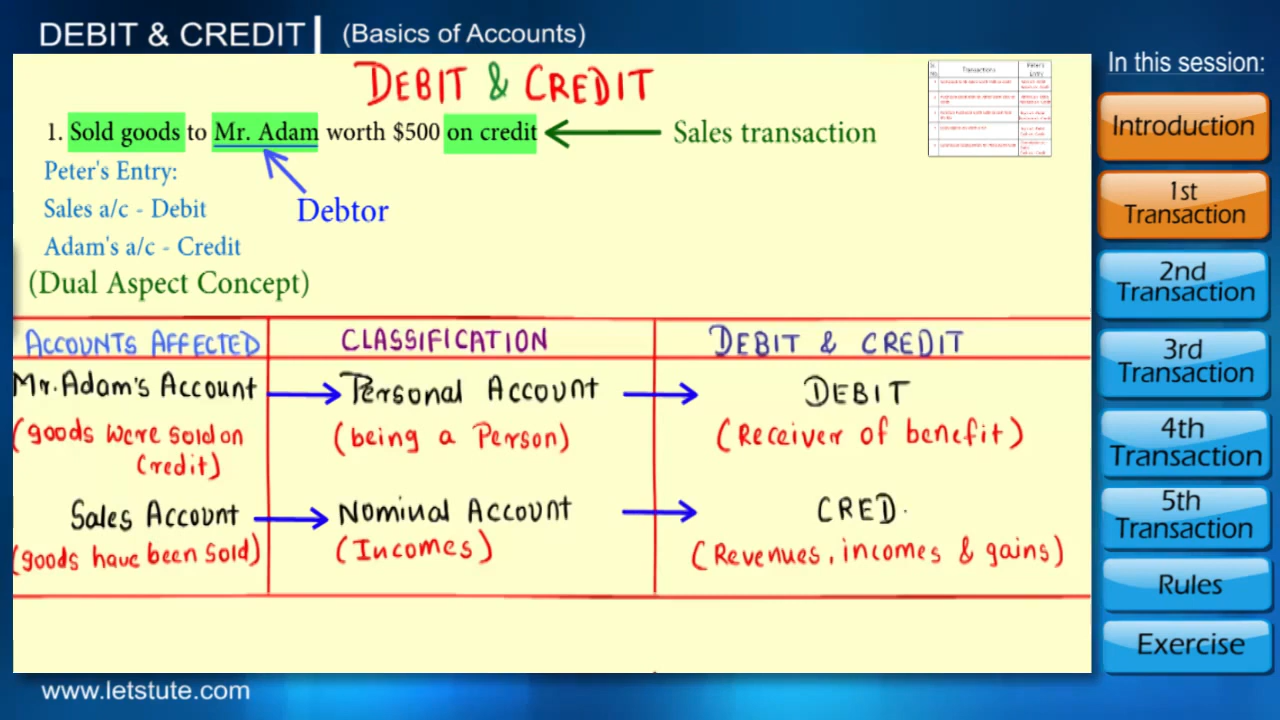 DEBIT & CREDIT | (Basics of Accounts)
DEBIT & CREDIT
1. Sold goods to Mr. Adam worth $500 on credit
Sales transaction
Peter's Entry:
Sales a/c - Debit
Debtor
Adam's a/c - Credit
(Dual Aspect Concept)
ACCOUNTS AFFECTED CLASSIFICATION DEBIT & CREDIT
Mr. Adam's Account Personal Account DEBIT
(goods were sold on (being a Person) (Receiver of benefit)
credit)
Sales Account Nominal Account CRED
(goods have been sold) (Incomes) (Revenues, incomes & gains)
Transactions
In this session:
Introduction
1st
Transaction
2nd
Transaction
3rd
Transaction
4th
Transaction
5th
Transaction
Rules
Exercise
www.letstute.com